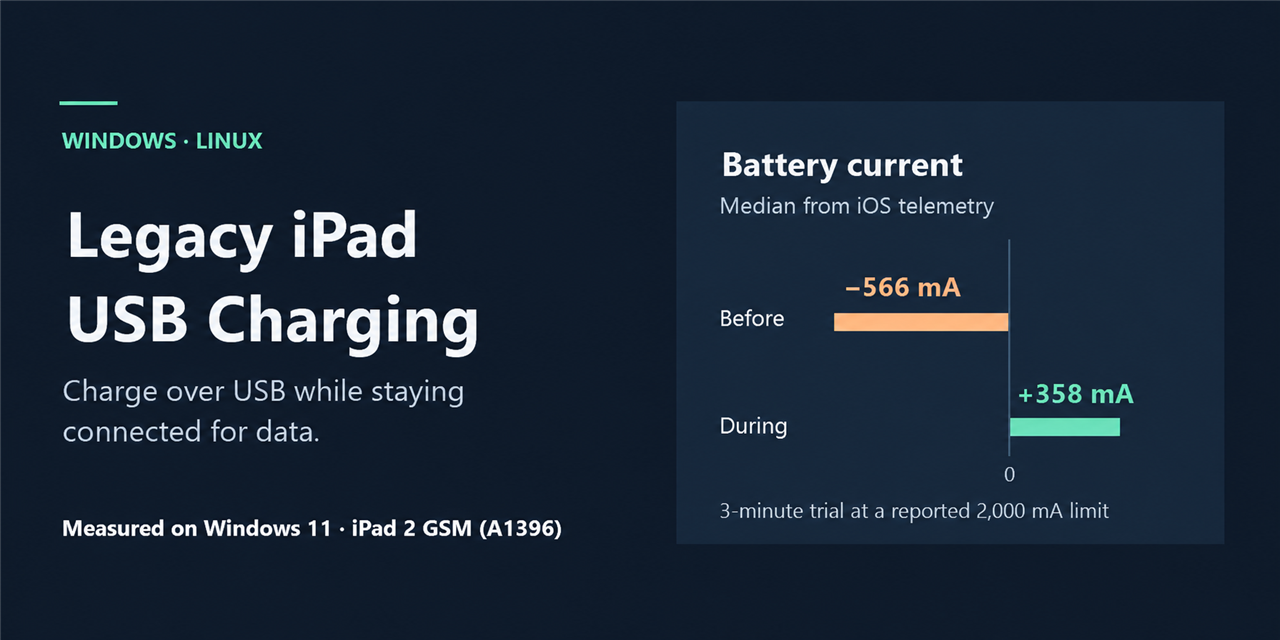 WINDOWS · LINUX
Legacy iPad
USB Charging
Charge over USB while staying
connected for data.
Measured on Windows 11 · iPad 2 GSM (A1396)
Battery current
Median from iOS telemetry
−566 mA
Before
+358 mA
During
0
3-minute trial at a reported 2,000 mA limit